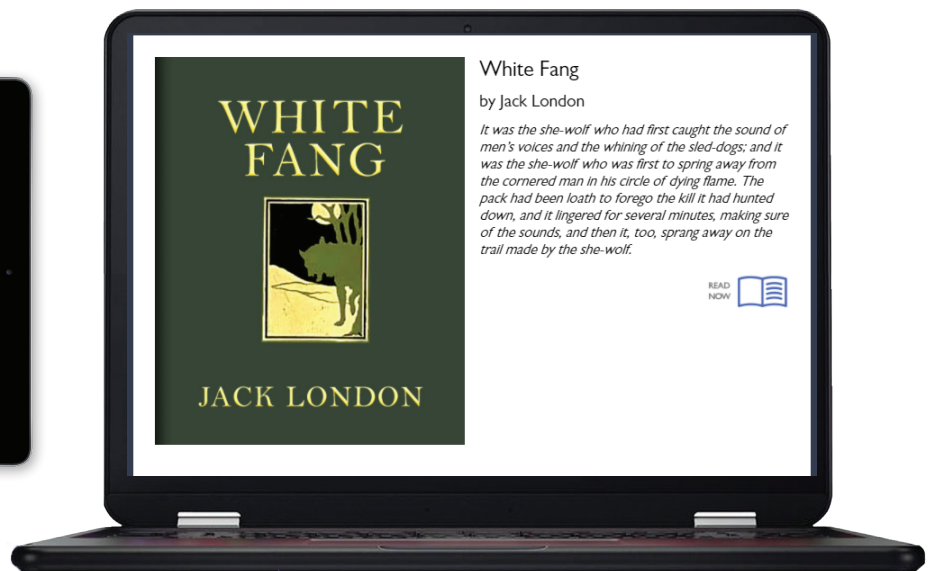 WHITE
FANG
JACK LONDON
White Fang
by Jack London
It was the she-wolf who had first caught the sound of
men's voices and the whining of the sled-dogs; and it
was the she-wolf who was first to spring away from
the cornered man in his circle of dying flame. The
pack had been loath to forego the kill it had hunted
down, and it lingered for several minutes, making sure
of the sounds, and then it, too, sprang away on the
trail made by the she-wolf.
READ
NOW